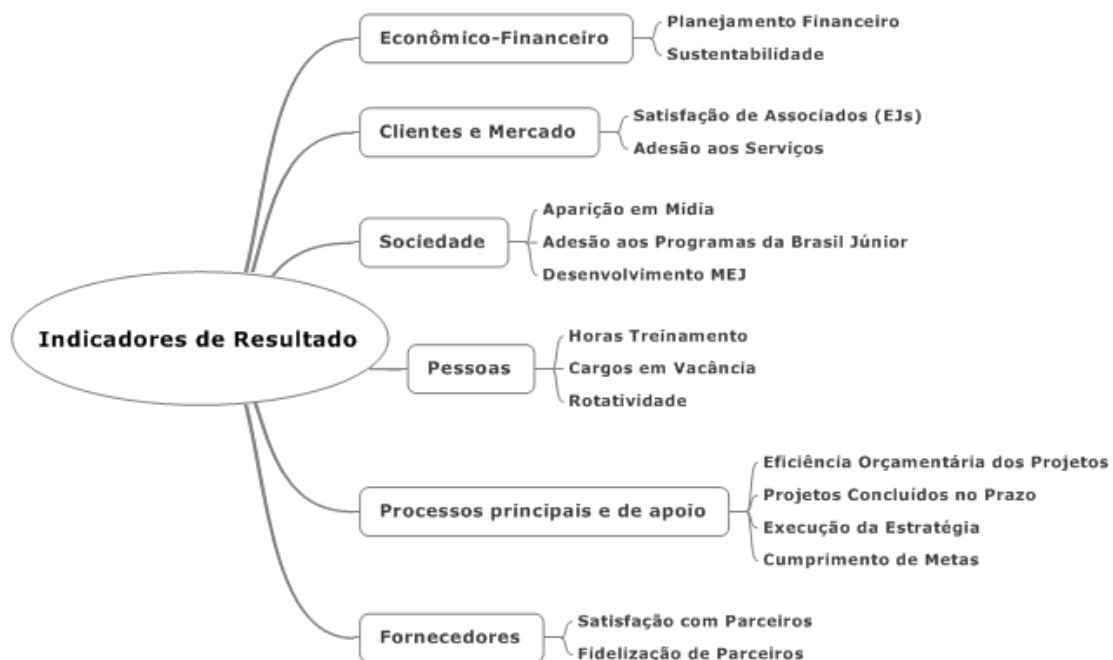 Indicadores de Resultado
Econômico-Financeiro
Planejamento Financeiro
Sustentabilidade
Clientes e Mercado
Satisfação de Associados (EJs)
Adesão aos Serviços
Sociedade
Aparição em Mídia
Adesão aos Programas da Brasil Júnior
Desenvolvimento MEJ
Pessoas
Horas Treinamento
Cargos em Vacância
Rotatividade
Processos principais e de apoio
Eficiência Orçamentária dos Projetos
Projetos Concluídos no Prazo
Execução da Estratégia
Cumprimento de Metas
Fornecedores
Satisfação com Parceiros
Fidelização de Parceiros